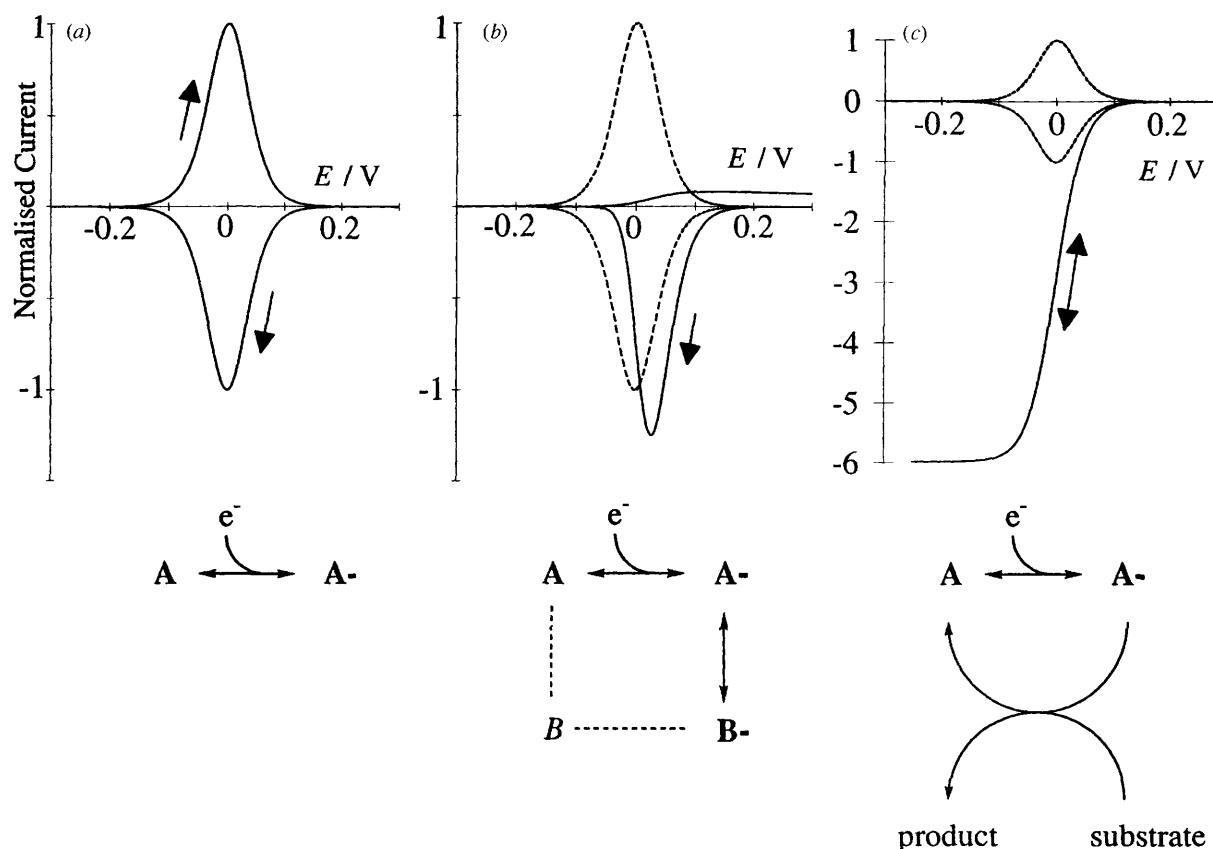 (a)
1
Normalised Current
E / V
-0.2
0
0.2
-1
(b)
1
E / V
-0.2
0
0.2
-1
(c)
1
0
-0.2
0
0.2
-1
E / V
-2
-3
-4
-5
-6
e-
A
A-
e-
A
A-
B
B-
e-
A
A-
product
substrate